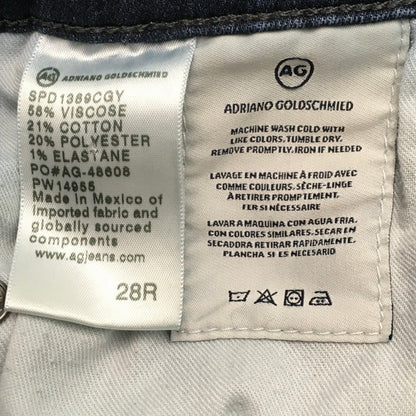 AG ADRIANO GOLDSCHMIED
SPD1389CGY
58% VISCOSE
21% COTTON
20% POLYESTER
1% ELASTANE
PO#AG-48608
PW14955
Made in Mexico of
imported fabric and
globally sourced
components
www.agjeans.com
28R
AG
ADRIANO GOLDSCHMIED
MACHINE WASH COLD WITH
LIKE COLORS. TUMBLE DRY.
REMOVE PROMPTLY. IRON IF NEEDED
LAVAGE EN MACHINE À FROID AVEC
COMME COULEURS. SÈCHE-LINGE
À RETIRER PROMPTEMENT.
FER SI NÉCESSAIRE
LAVAR A MAQUINA CON AGUA FRIA,
CON COLORES SIMILARES. SECAR EN
SECADORA RETIRAR RAPIDAMENTE.
PLANCHA SI ES NECESARIO